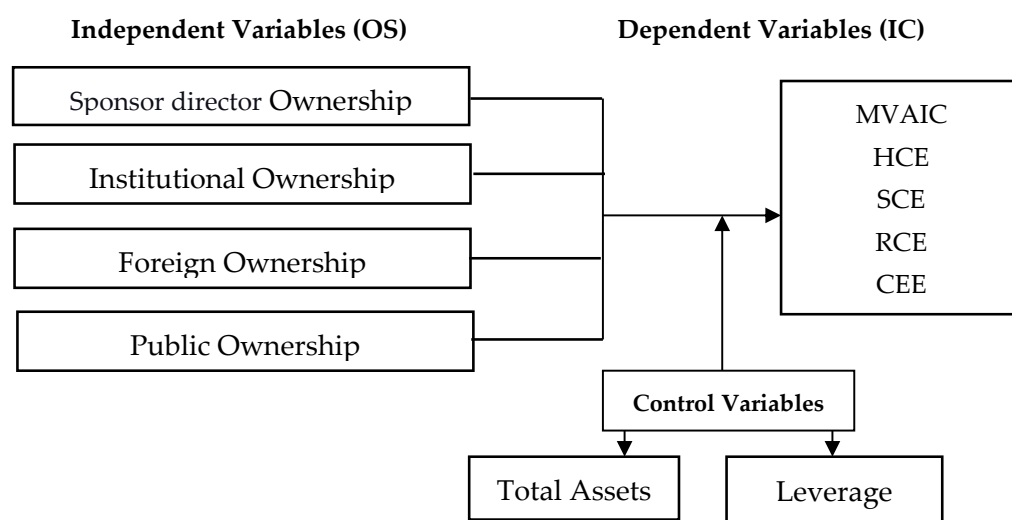 Independent Variables (OS)
Dependent Variables (IC)
Sponsor director Ownership
Institutional Ownership
Foreign Ownership
Public Ownership
MVAIC
HCE
SCE
RCE
CEE
Control Variables
Total Assets
Leverage